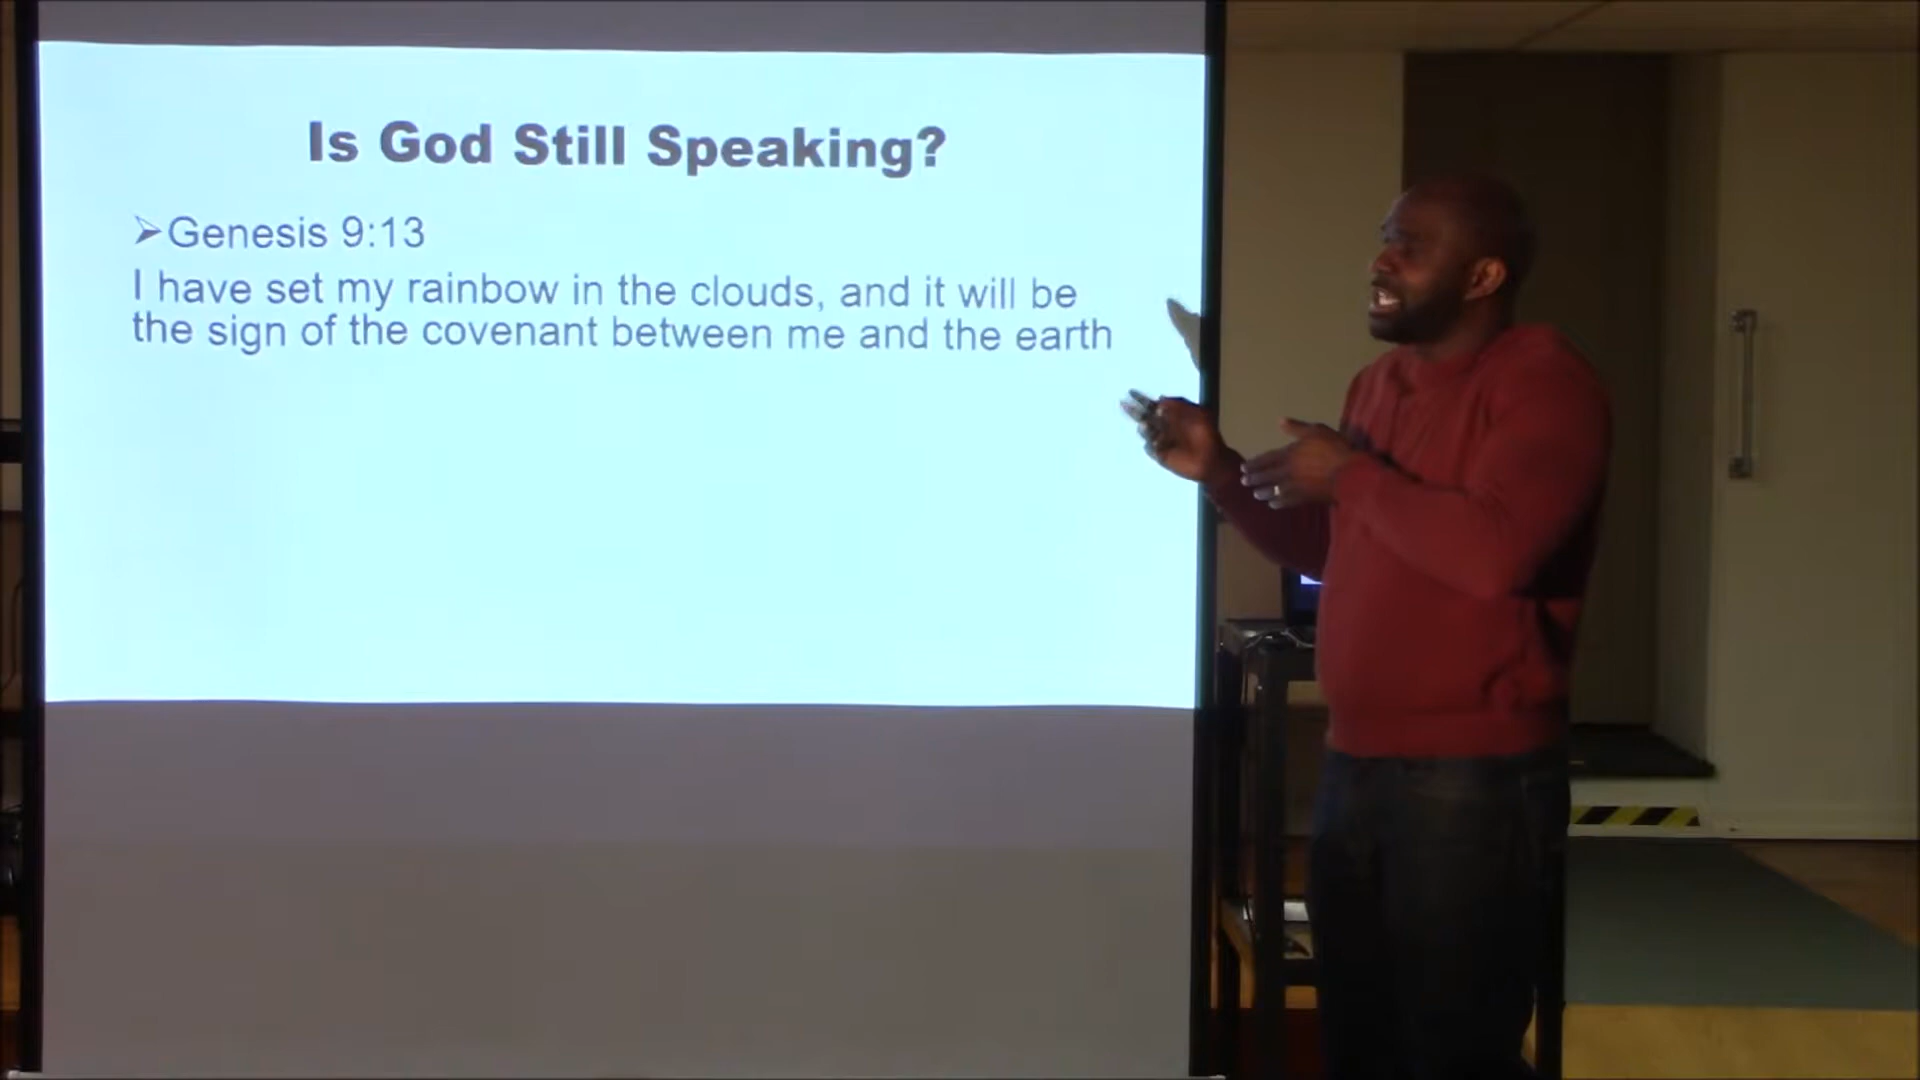 Is God Still Speaking?
➢Genesis 9:13
I have set my rainbow in the clouds, and it will be
the sign of the covenant between me and the earth